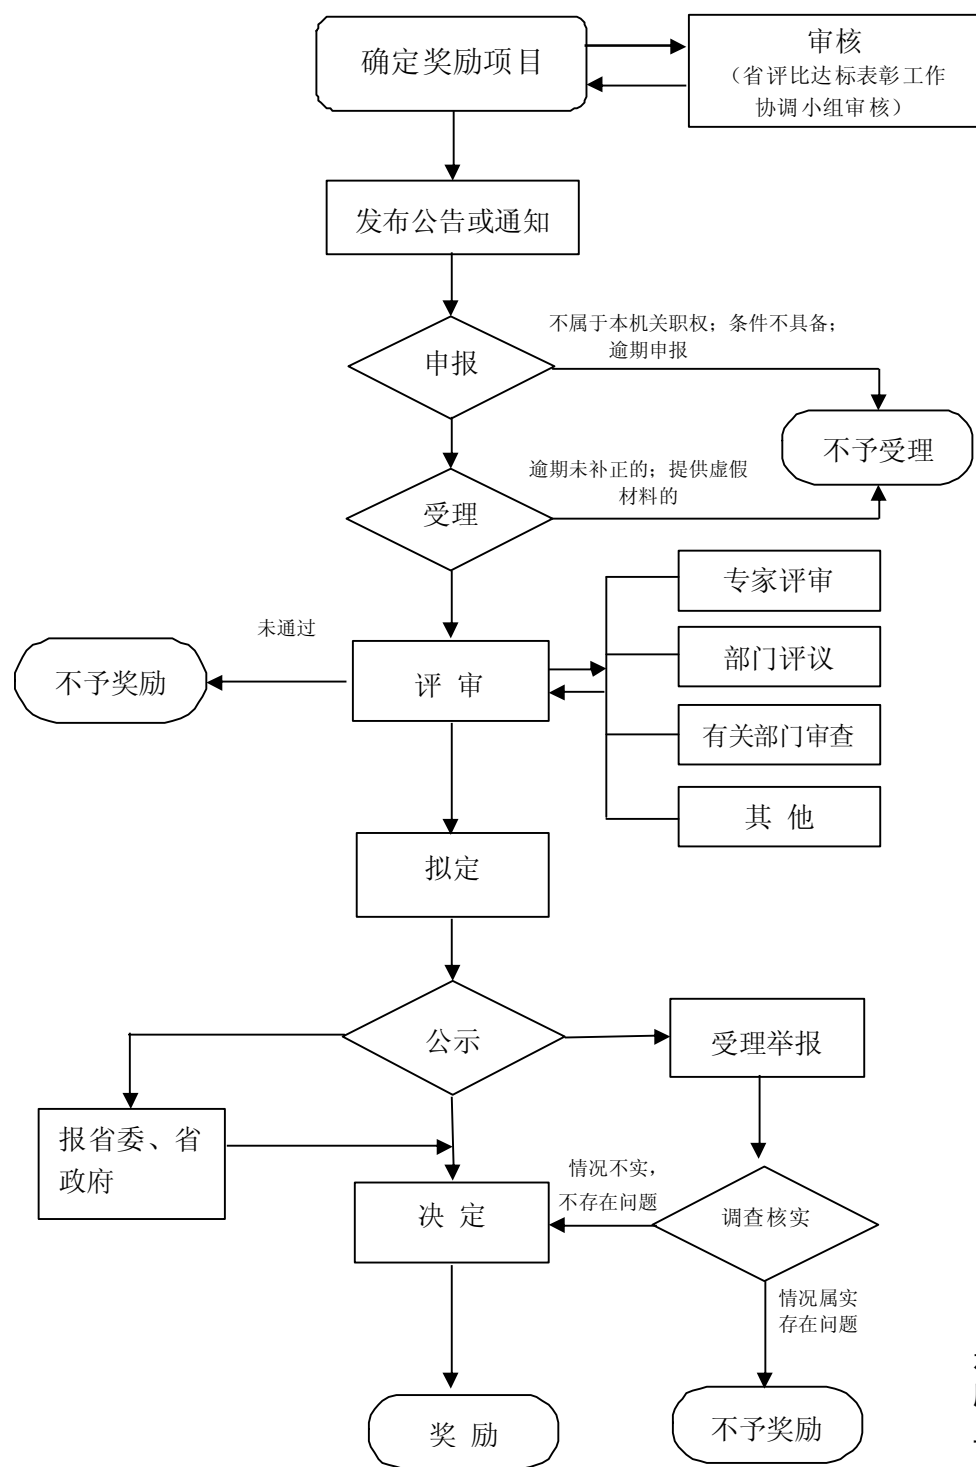 确定奖励项目
审核
（省评比达标表彰工作
协调小组审核）
发布公告或通知
不属于本机关职权；条件不具备；
逾期申报
申报
不予受理
逾期未补正的；提供虚假
材料的
受理
专家评审
未通过
部门评议
不予奖励
评 审
有关部门审查
其 他
拟定
公示
受理举报
报省委、省
政府
情况不实，
不存在问题
决 定
调查核实
情况属实
存在问题
奖 励
不予奖励